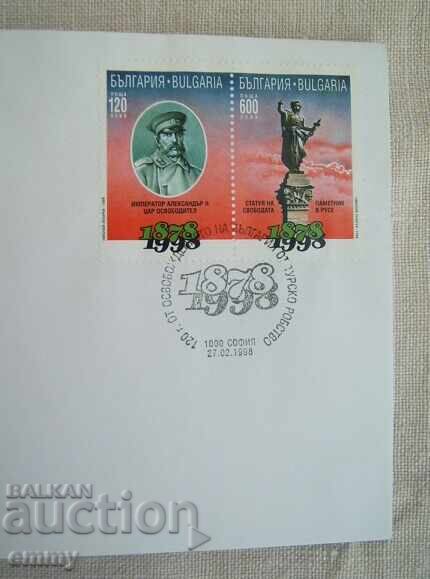 БЪЛГАРИЯ • BULGARIA
ПОЩА
120
ЛЕВА
ИМПЕРАТОР АЛЕКСАНДЪР II
ЦАР ОСВОБОДИТЕЛ
1878
1998
БЪЛГАРИЯ • BULGARIA
ПОЩА
600
ЛЕВА
СТАТУЯ НА
СВОБОДАТА
ПАМЕТНИК
В РУСЕ
1878
1998
120 г. ОТ ОСВОБОЖДЕНИЕТО НА БЪЛГАРИЯ ОТ ТУРСКО РОБСТВО
1878
1998
1000 СОФИЯ
27.02.1998
BALKAN
auction
emmy